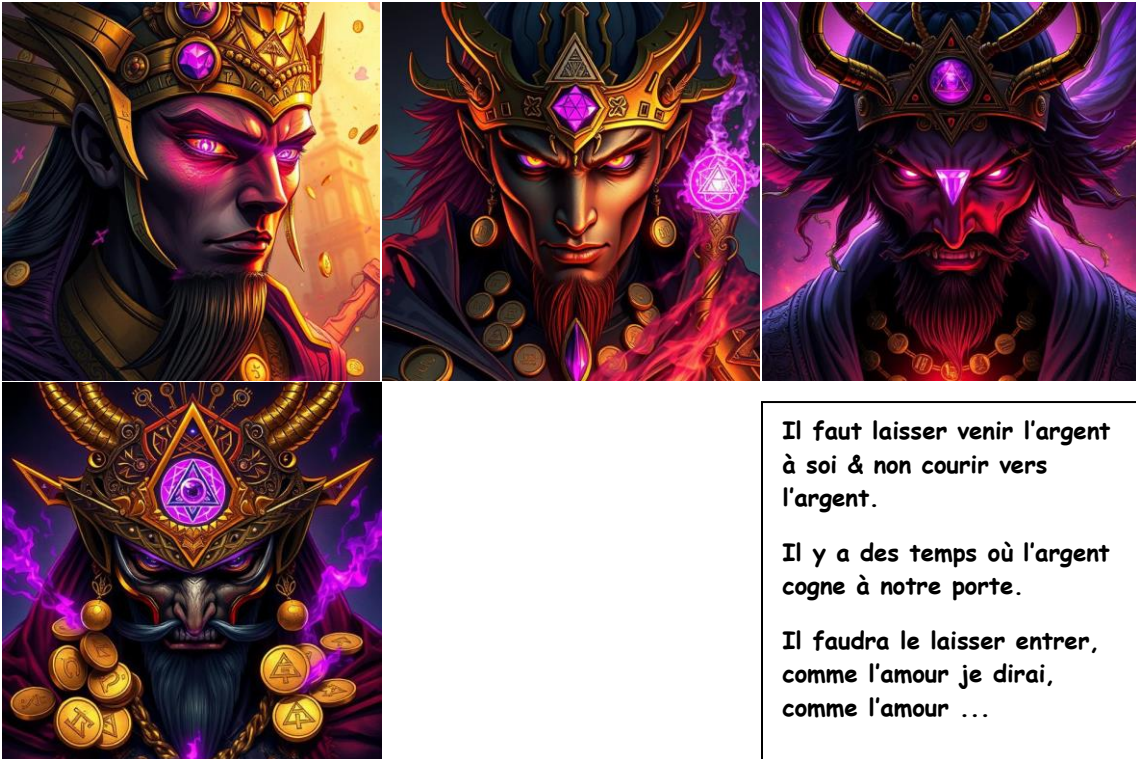 Il faut laisser venir l'argent
à soi & non courir vers
l'argent.
Il y a des temps où l'argent
cogne à notre porte.
Il faudra le laisser entrer,
comme l'amour je dirai,
comme l'amour ...